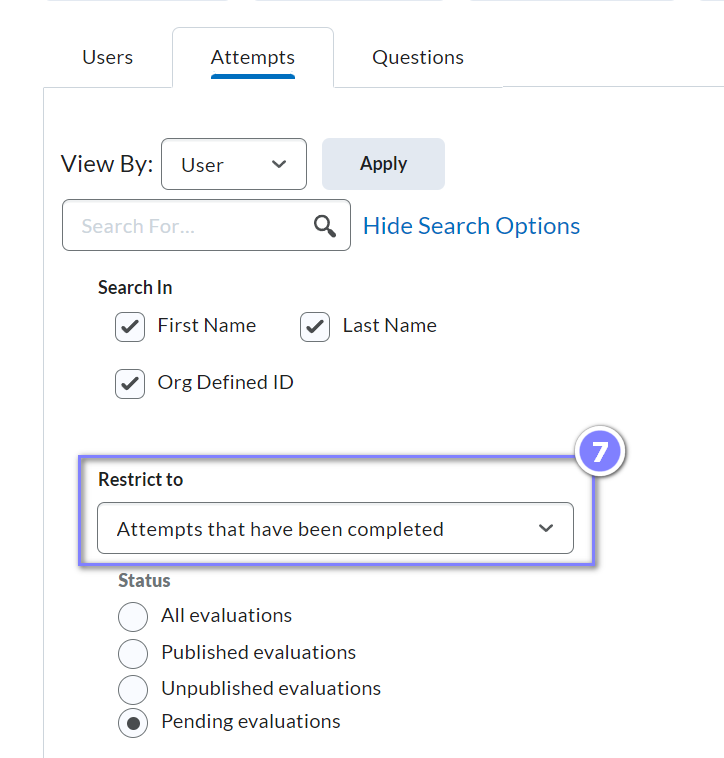 Users Attempts Questions
View By: User Apply
Search For... Hide Search Options
Search In
First Name Last Name
Org Defined ID
7
Restrict to
Attempts that have been completed
Status
All evaluations
Published evaluations
Unpublished evaluations
Pending evaluations